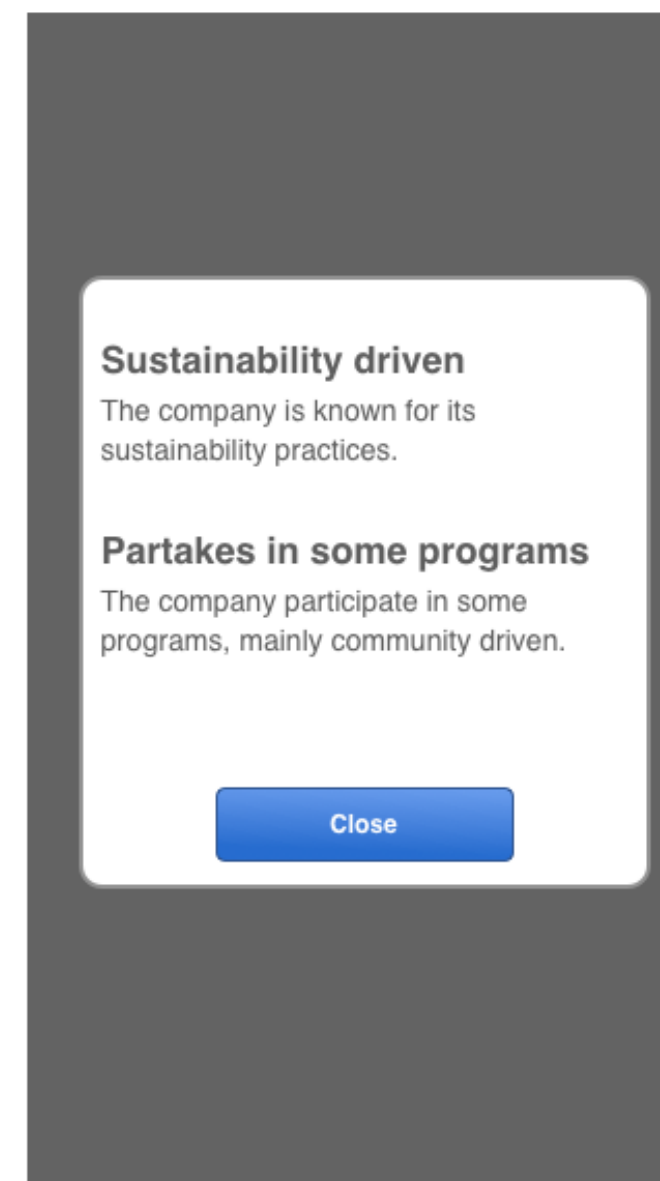 Sustainability driven
The company is known for its
sustainability practices.
Partakes in some programs
The company participate in some
programs, mainly community driven.
Close